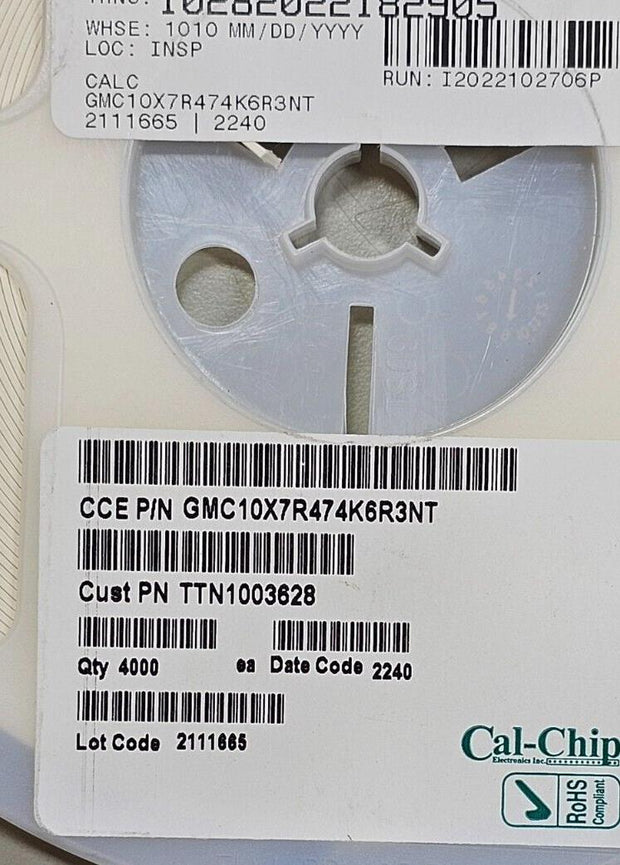 10282022182905
WHSE: 1010 MM/DD/YYYY
LOC: INSP
RUN: I2022102706P
CALC
GMC10X7R474K6R3NT
2111665 | 2240
CCE P/N GMC10X7R474K6R3NT
Cust PN TTN1003628
Qty 4000 ea Date Code 2240
Lot Code 2111665
Cal-Chip
Electronics Inc.
RoHS
Compliant